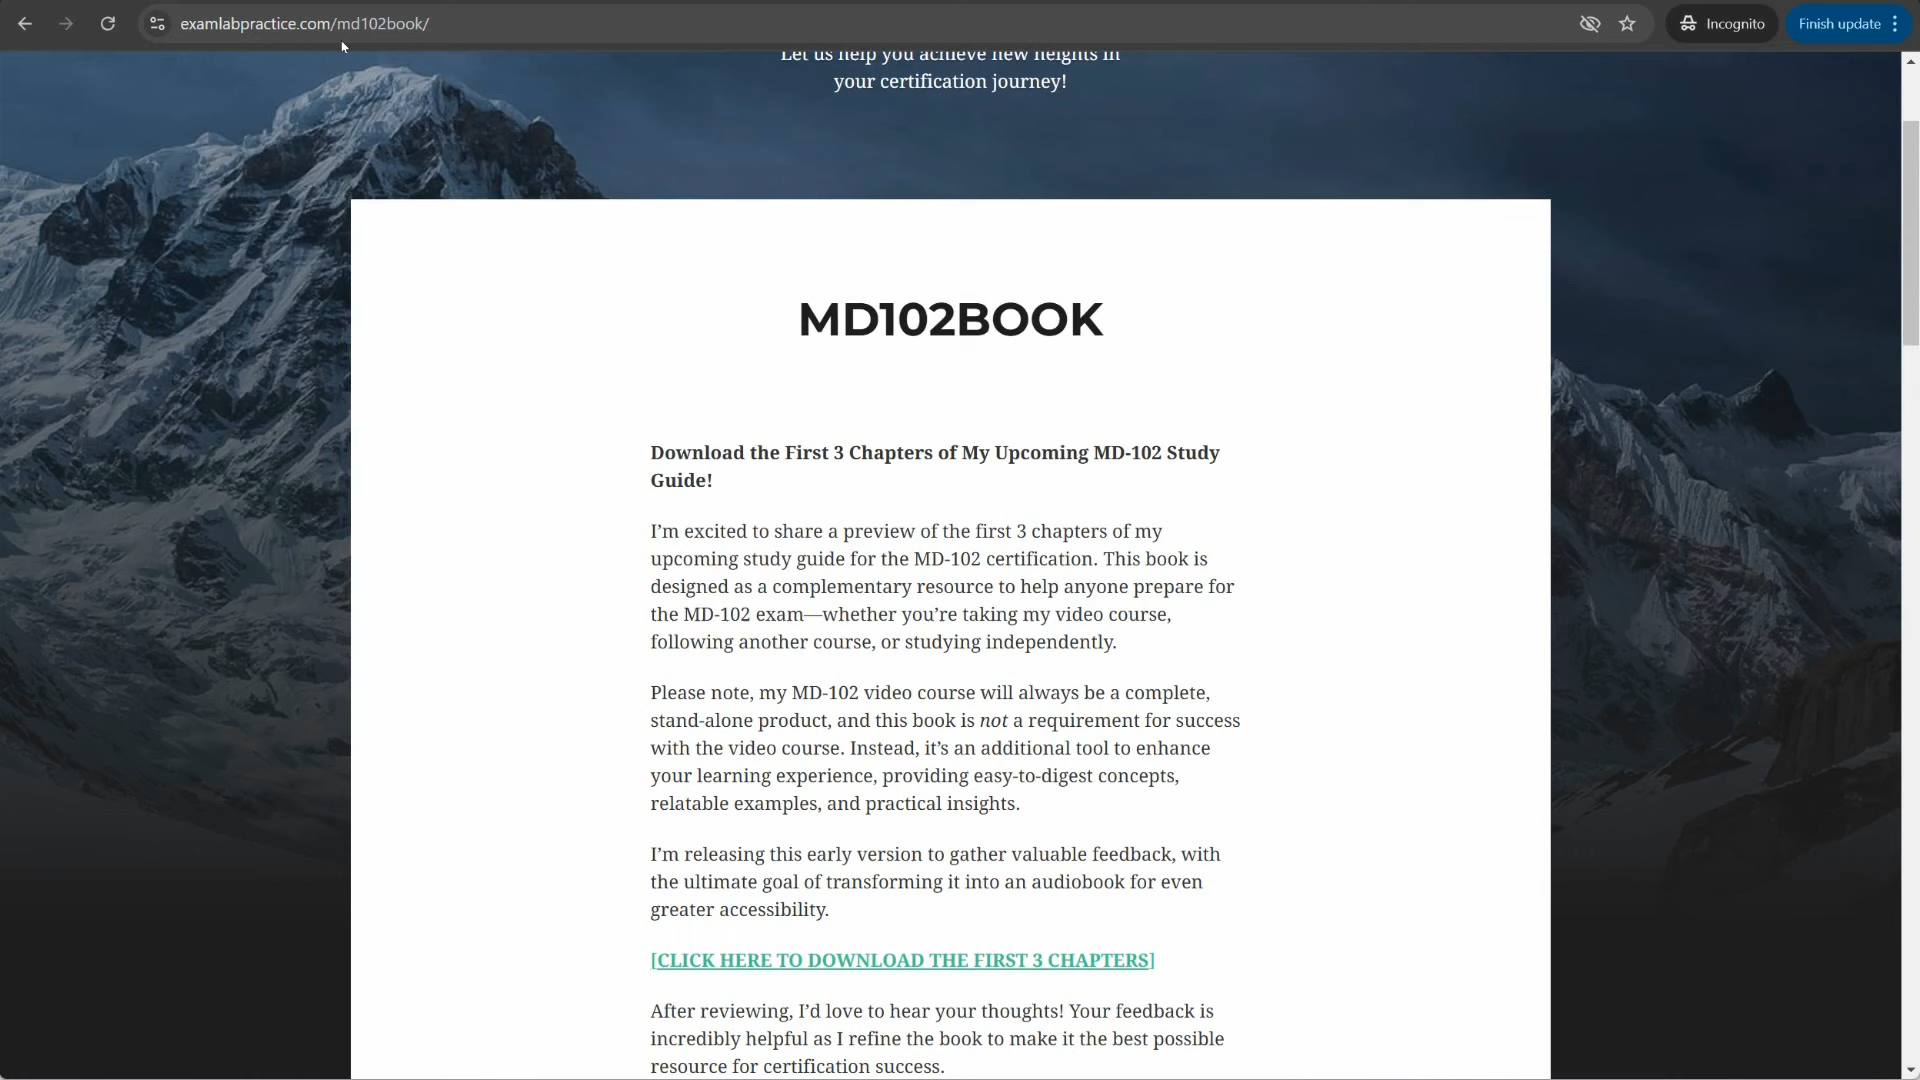 examlabpractice.com/md102book/
Incognito
Finish update
Let us help you achieve new heights in
your certification journey!
MD102BOOK
Download the First 3 Chapters of My Upcoming MD-102 Study
Guide!
I’m excited to share a preview of the first 3 chapters of my
upcoming study guide for the MD-102 certification. This book is
designed as a complementary resource to help anyone prepare for
the MD-102 exam—whether you’re taking my video course,
following another course, or studying independently.
Please note, my MD-102 video course will always be a complete,
stand-alone product, and this book is not a requirement for success
with the video course. Instead, it’s an additional tool to enhance
your learning experience, providing easy-to-digest concepts,
relatable examples, and practical insights.
I’m releasing this early version to gather valuable feedback, with
the ultimate goal of transforming it into an audiobook for even
greater accessibility.
[CLICK HERE TO DOWNLOAD THE FIRST 3 CHAPTERS]
After reviewing, I’d love to hear your thoughts! Your feedback is
incredibly helpful as I refine the book to make it the best possible
resource for certification success.